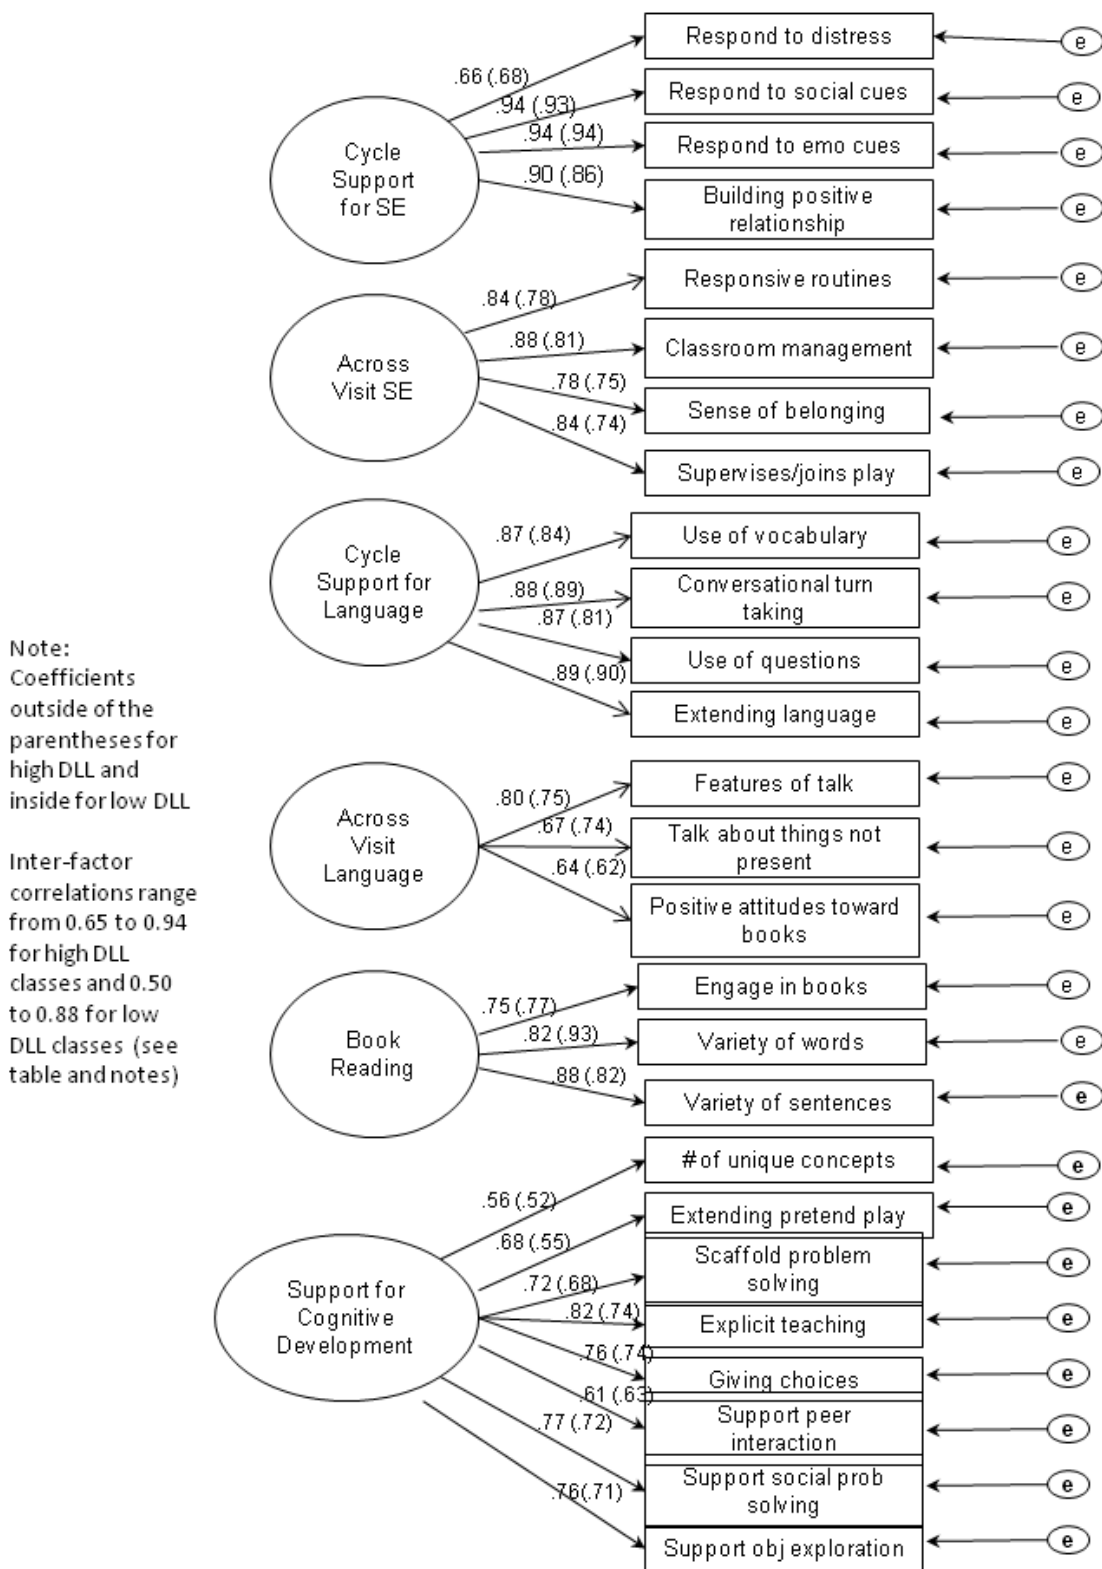 Respond to distress
e
.66 (.68)
Respond to social cues
e
.94 (.93)
Cycle
Support
for SE
.94 (.94)
Respond to emo cues
e
.90 (.86)
Building positive
relationship
e
Responsive routines
e
.84 (.78)
Across
Visit SE
.88 (.81)
Classroom management
e
.78 (.75)
Sense of belonging
e
.84 (.74)
Supervises/joins play
e
Cycle
Support for
Language
.87 (.84)
Use of vocabulary
e
.88 (.89)
Conversational turn
taking
e
.87 (.81)
Use of questions
e
.89 (.90)
Extending language
e
Note:
Coefficients
outside of the
parentheses for
high DLL and
inside for low DLL
Inter-factor
correlations range
from 0.65 to 0.94
for high DLL
classes and 0.50
to 0.88 for low
DLL classes (see
table and notes)
Across
Visit
Language
.80 (.75)
Features of talk
e
.67 (.74)
Talk about things not
present
e
.64 (.62)
Positive attitudes toward
books
e
Book
Reading
.75 (.77)
Engage in books
e
.82 (.93)
Variety of words
e
.88 (.82)
Variety of sentences
e
Support for
Cognitive
Development
.56 (.52)
# of unique concepts
e
.68 (.55)
Extending pretend play
e
.72 (.68)
Scaffold problem
solving
e
.82 (.74)
Explicit teaching
e
.76 (.74)
Giving choices
e
.61 (.63)
Support peer
interaction
e
.77 (.72)
Support social prob
solving
e
.76(.71)
Support obj exploration
e